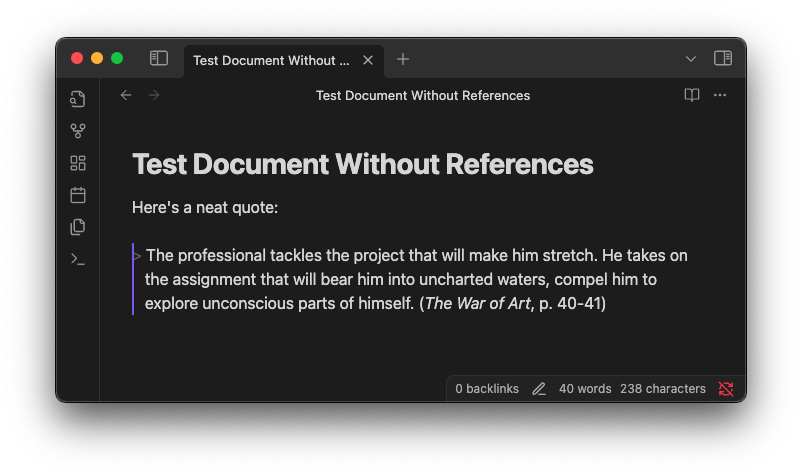 Test Document Without ...
Test Document Without References
Test Document Without References
Here's a neat quote:
> The professional tackles the project that will make him stretch. He takes on
the assignment that will bear him into uncharted waters, compel him to
explore unconscious parts of himself. (The War of Art, p. 40-41)
0 backlinks 40 words 238 characters